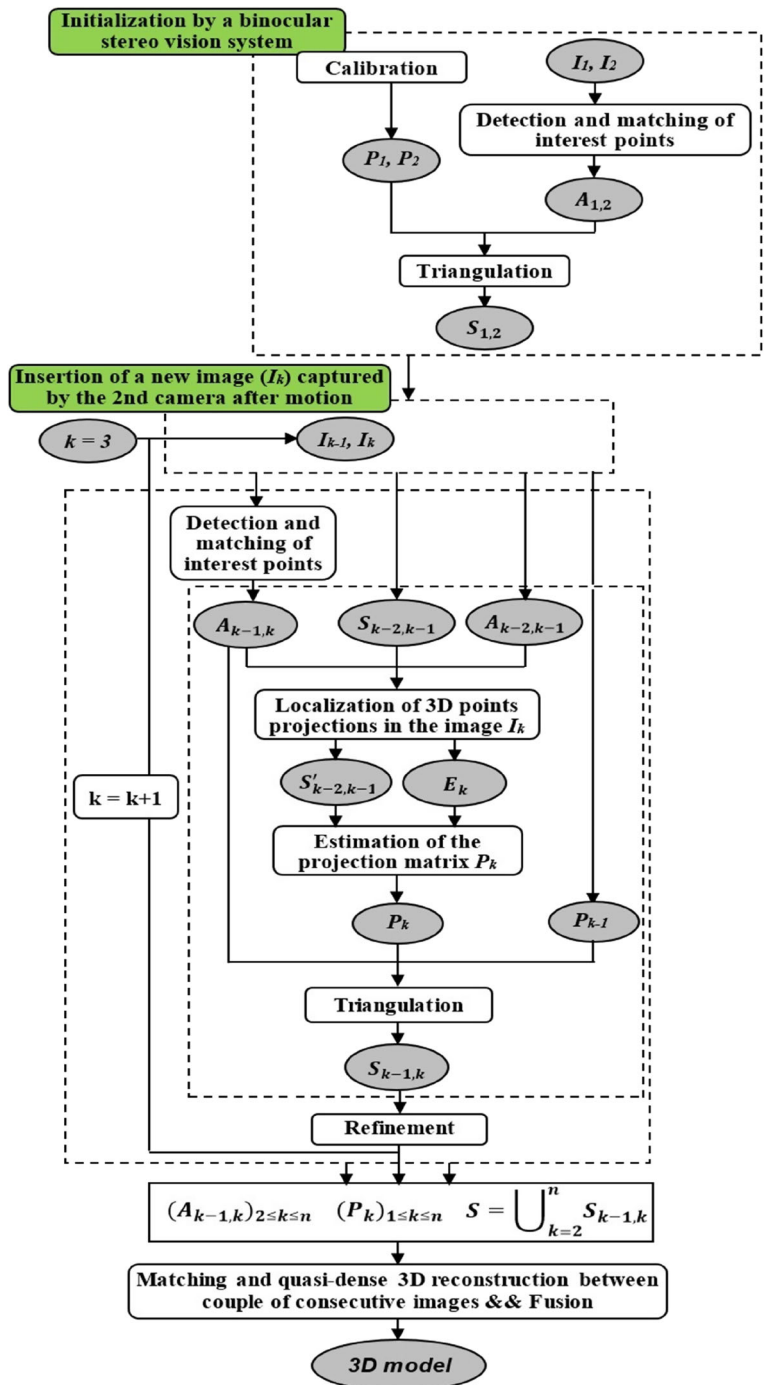 Initialization by a binocular
stereo vision system
Calibration
I₁, I₂
Detection and matching of
interest points
P₁, P₂
A₁,₂
Triangulation
S₁,₂
Insertion of a new image (Iₖ) captured
by the 2nd camera after motion
k = 3
Iₖ₋₁, Iₖ
Detection and
matching of
interest points
Aₖ₋₁,ₖ
Sₖ₋₂,ₖ₋₁
Aₖ₋₂,ₖ₋₁
Localization of 3D points
projections in the image Iₖ
S′ₖ₋₂,ₖ₋₁
Eₖ
k = k+1
Estimation of the
projection matrix Pₖ
Pₖ
Pₖ₋₁
Triangulation
Sₖ₋₁,ₖ
Refinement
(Aₖ₋₁,ₖ)₂≤ₖ≤ₙ (Pₖ)₁≤ₖ≤ₙ S = ⋃ⁿₖ₌₂ Sₖ₋₁,ₖ
Matching and quasi-dense 3D reconstruction between
couple of consecutive images && Fusion
3D model